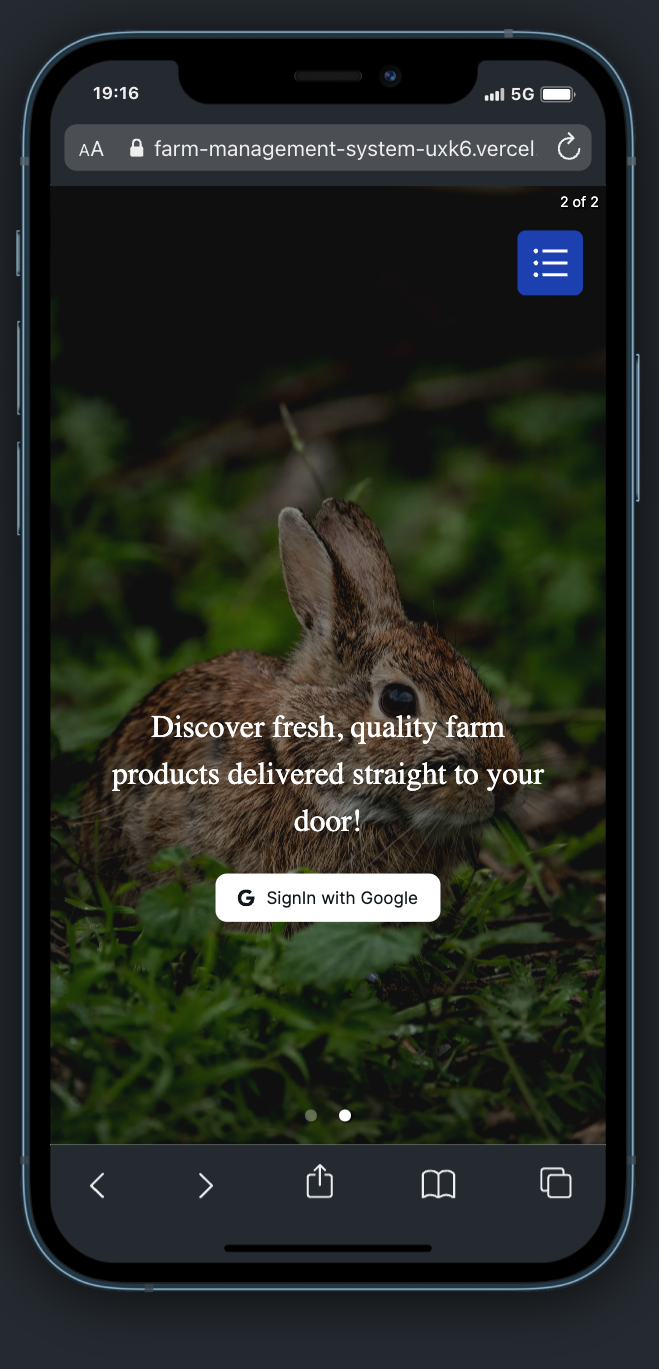 19:16
5G
AA
farm-management-system-uxk6.vercel
2 of 2
Discover fresh, quality farm
products delivered straight to your
door!
G SignIn with Google